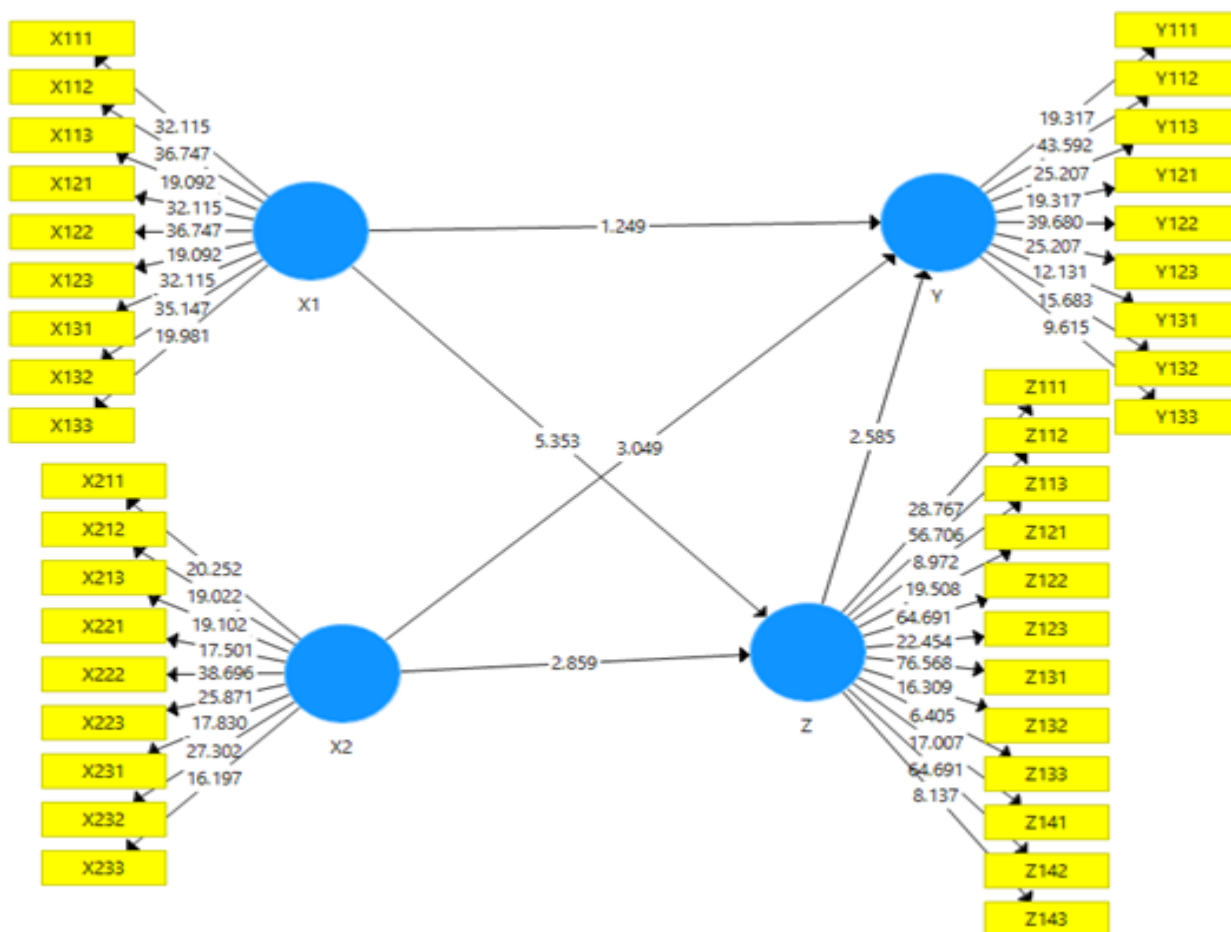 X111
X112
X113
X121
X122
X123
X131
X132
X133
32.115
36.747
19.092
32.115
36.747
19.092
32.115
35.147
19.981
X1
1.249
5.353
3.049
2.585
2.859
Y
19.317
43.592
25.207
19.317
39.680
25.207
12.131
15.683
9.615
Y111
Y112
Y113
Y121
Y122
Y123
Y131
Y132
Y133
X211
X212
X213
X221
X222
X223
X231
X232
X233
20.252
19.022
19.102
17.501
38.696
25.871
17.830
27.302
16.197
X2
Z
28.767
56.706
8.972
19.508
64.691
22.454
76.568
16.309
6.405
17.007
64.691
8.137
Z111
Z112
Z113
Z121
Z122
Z123
Z131
Z132
Z133
Z141
Z142
Z143